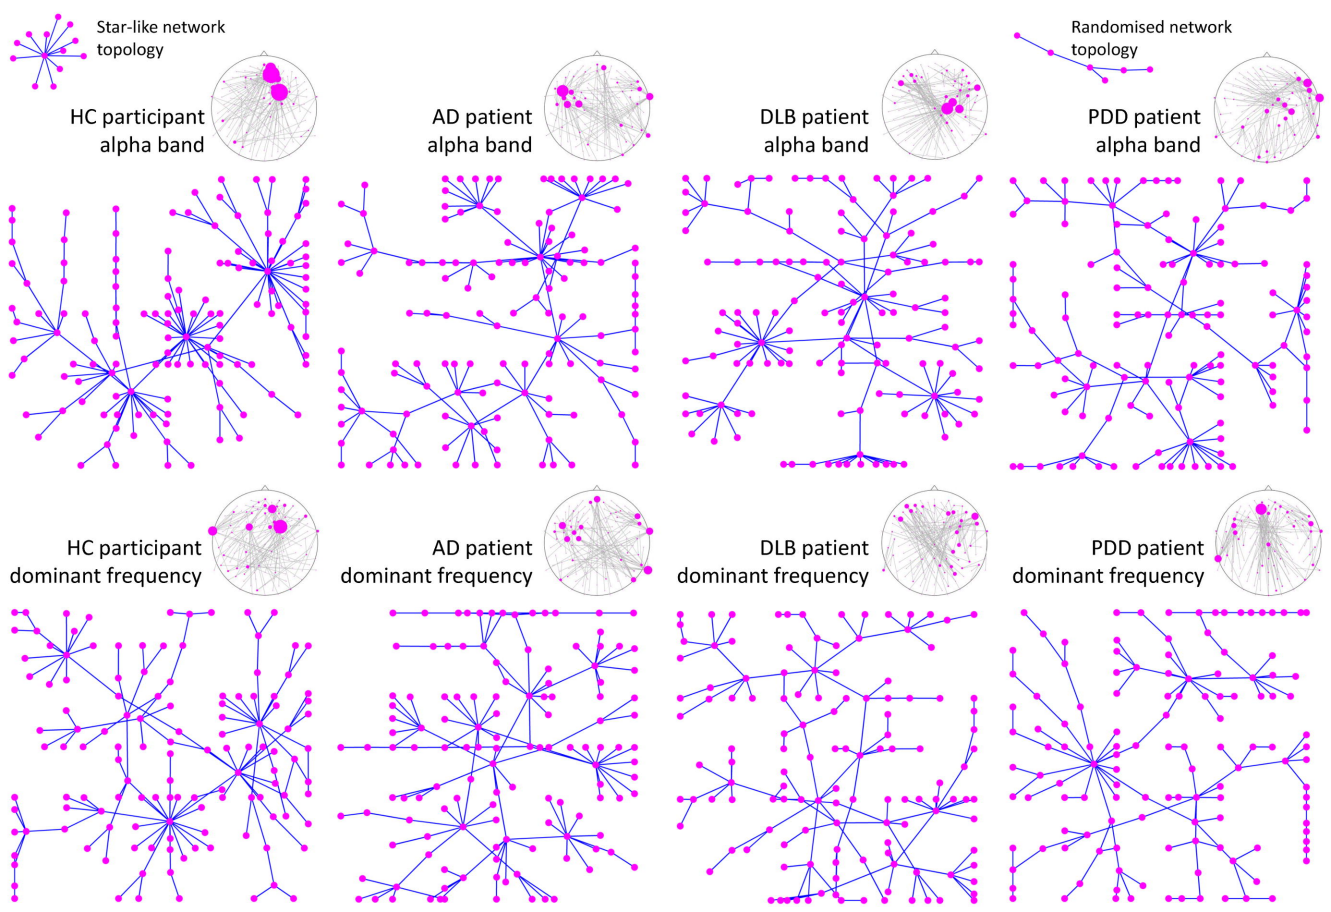 Star-like network
topology
Randomised network
topology
HC participant
alpha band
AD patient
alpha band
DLB patient
alpha band
PDD patient
alpha band
HC participant
dominant frequency
AD patient
dominant frequency
DLB patient
dominant frequency
PDD patient
dominant frequency